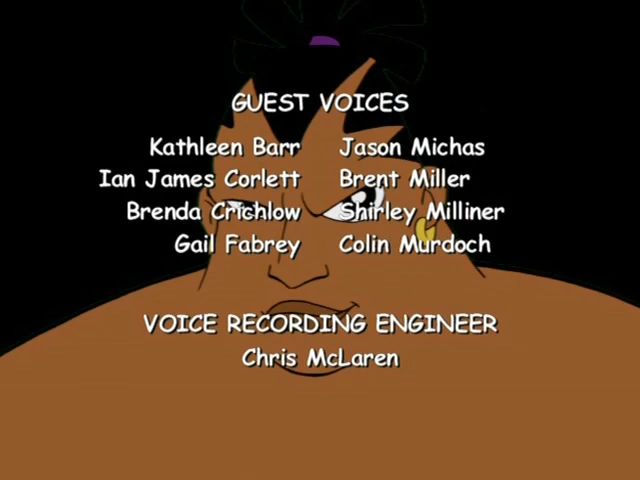 GUEST VOICES
Kathleen Barr Jason Michas
Ian James Corlett Brent Miller
Brenda Crichlow Shirley Milliner
Gail Fabrey Colin Murdoch
VOICE RECORDING ENGINEER
Chris McLaren